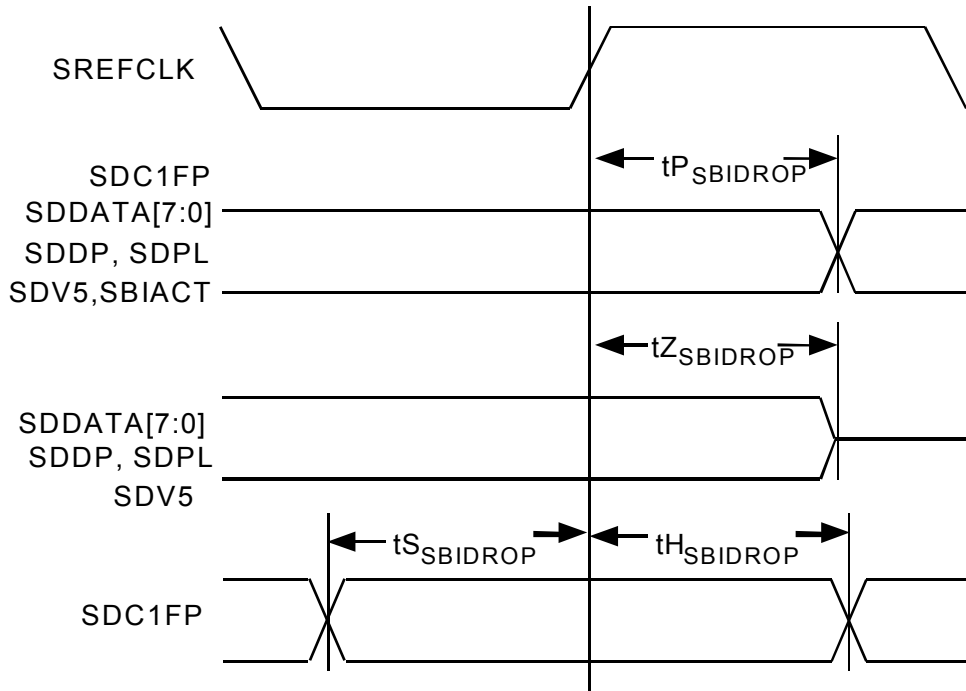 SREFCLK
tPSBIDROP
SDC1FP
SDDATA[7:0]
SDDP, SDPL
SDV5,SBIACT
tZSBIDROP
SDDATA[7:0]
SDDP, SDPL
SDV5
tSSBIDROP tHSBIDROP
SDC1FP